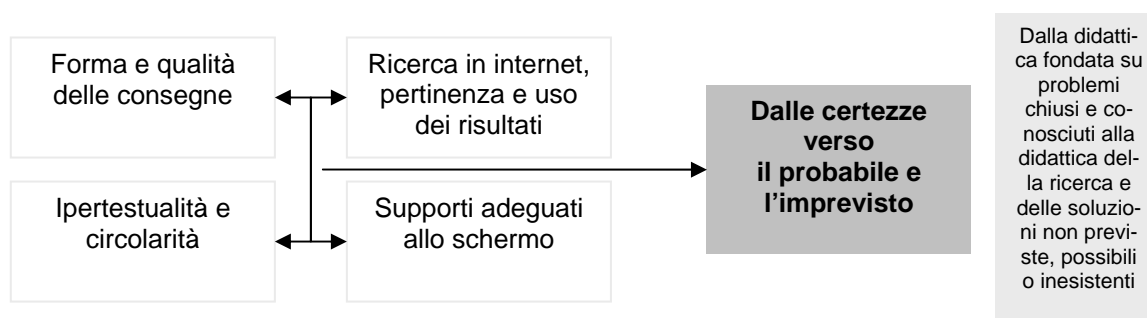 Forma e qualità
delle consegne
Ricerca in internet,
pertinenza e uso
dei risultati
Ipertestualità e
circolarità
Supporti adeguati
allo schermo
Dalle certezze
verso
il probabile e
l’imprevisto
Dalla didatti-
ca fondata su
problemi
chiusi e co-
nosciuti alla
didattica del-
la ricerca e
delle soluzio-
ni non previ-
ste, possibili
o inesistenti